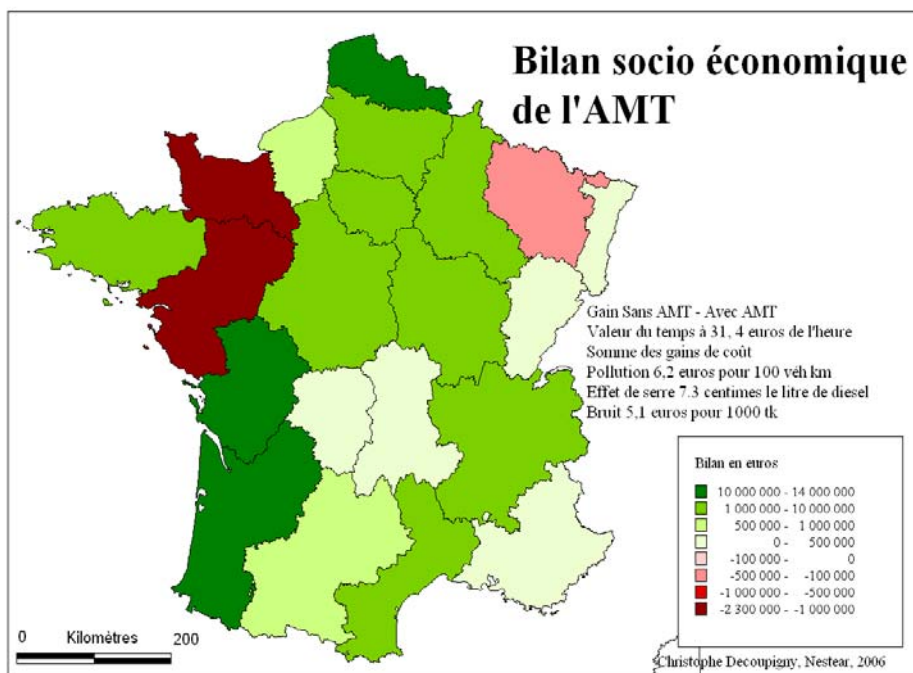 Bilan socio économique
de l'AMT
Gain Sans AMT - Avec AMT
Valeur du temps à 31, 4 euros de l'heure
Somme des gains de coût
Pollution 6,2 euros pour 100 véh km
Effet de serre 7.3 centimes le litre de diesel
Bruit 5,1 euros pour 1000 tk
Bilan en euros
10 000 000 - 14 000 000
1 000 000 - 10 000 000
500 000 - 1 000 000
0 - 500 000
-100 000 - 0
-500 000 - -100 000
-1 000 000 - -500 000
-2 300 000 - -1 000 000
0 Kilomètres 200
Christophe Decoupigny, Nestear, 2006